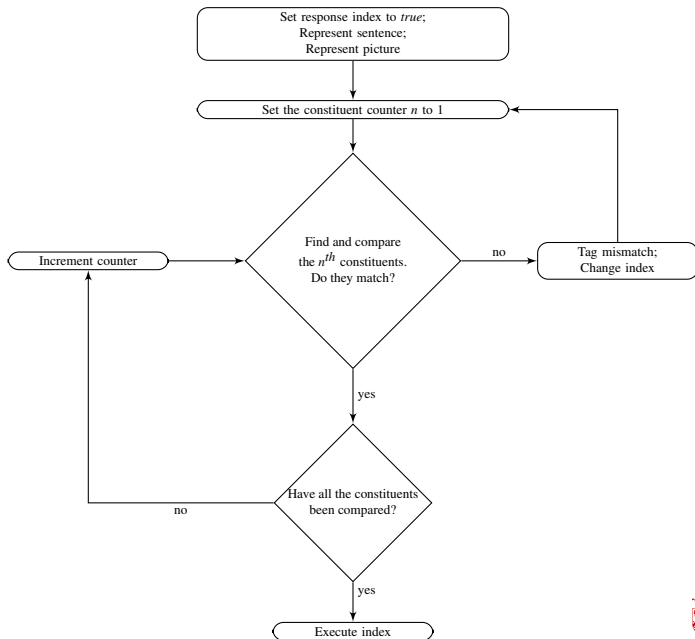 Set response index to true;
Represent sentence;
Represent picture
Set the constituent counter n to 1
Find and compare
the nth constituents.
Do they match?
Increment counter
no
Tag mismatch;
Change index
yes
Have all the constituents
been compared?
no
yes
Execute index